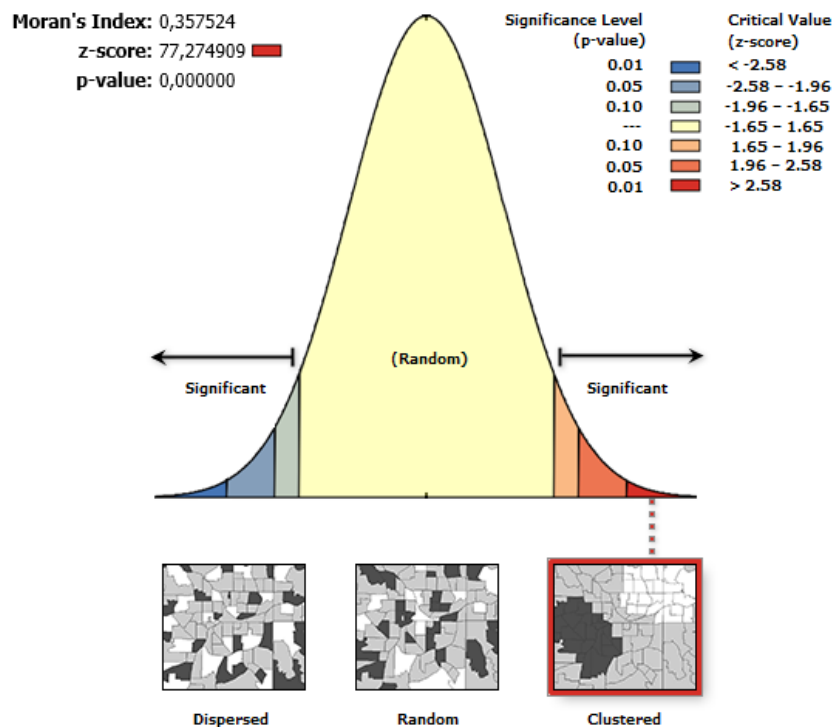 Moran's Index: 0,357524
z-score: 77,274909
p-value: 0,000000
Significance Level
(p-value)
Critical Value
(z-score)
0.01 < -2.58
0.05 -2.58 – -1.96
0.10 -1.96 – -1.65
--- -1.65 – 1.65
0.10 1.65 – 1.96
0.05 1.96 – 2.58
0.01 > 2.58
Significant
(Random)
Significant
Dispersed
Random
Clustered